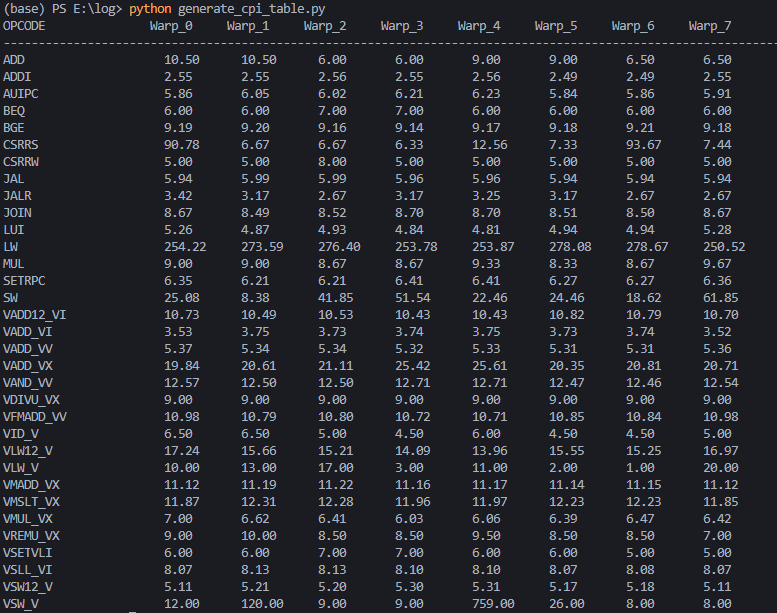 (base) PS E:\log> python generate_cpi_table.py
OPCODE Warp_0 Warp_1 Warp_2 Warp_3 Warp_4 Warp_5 Warp_6 Warp_7
----------------------------------------------------------------------------------------------------
ADD 10.50 10.50 6.00 6.00 9.00 9.00 6.50 6.50
ADDI 2.55 2.55 2.56 2.55 2.56 2.49 2.49 2.55
AUIPC 5.86 6.05 6.02 6.21 6.23 5.84 5.86 5.91
BEQ 6.00 6.00 7.00 7.00 6.00 6.00 6.00 6.00
BGE 9.19 9.20 9.16 9.14 9.17 9.18 9.21 9.18
CSRRS 90.78 6.67 6.67 6.33 12.56 7.33 93.67 7.44
CSRRW 5.00 5.00 8.00 5.00 5.00 5.00 5.00 5.00
JAL 5.94 5.99 5.99 5.96 5.96 5.94 5.94 5.94
JALR 3.42 3.17 2.67 3.17 3.25 3.17 2.67 2.67
JOIN 8.67 8.49 8.52 8.70 8.70 8.51 8.50 8.67
LUI 5.26 4.87 4.93 4.84 4.81 4.94 4.94 5.28
LW 254.22 273.59 276.40 253.78 253.87 278.08 278.67 250.52
MUL 9.00 9.00 8.67 8.67 9.33 8.33 8.67 9.67
SETRPC 6.35 6.21 6.21 6.41 6.41 6.27 6.27 6.36
SW 25.08 8.38 41.85 51.54 22.46 24.46 18.62 61.85
VADD12_VI 10.73 10.49 10.53 10.43 10.43 10.82 10.79 10.70
VADD_VI 3.53 3.75 3.73 3.74 3.75 3.73 3.74 3.52
VADD_VV 5.37 5.34 5.34 5.32 5.33 5.31 5.31 5.36
VADD_VX 19.84 20.61 21.11 25.42 25.61 20.35 20.81 20.71
VAND_VV 12.57 12.50 12.50 12.71 12.71 12.47 12.46 12.54
VDIVU_VX 9.00 9.00 9.00 9.00 9.00 9.00 9.00 9.00
VFMADD_VV 10.98 10.79 10.80 10.72 10.71 10.85 10.84 10.98
VID_V 6.50 6.50 5.00 4.50 6.00 4.50 4.50 5.00
VLW12_V 17.24 15.66 15.21 14.09 13.96 15.55 15.25 16.97
VLW_V 10.00 13.00 17.00 3.00 11.00 2.00 1.00 20.00
VMADD_VX 11.12 11.19 11.22 11.16 11.17 11.14 11.15 11.12
VMSLT_VX 11.87 12.31 12.28 11.96 11.97 12.23 12.23 11.85
VMUL_VX 7.00 6.62 6.41 6.03 6.06 6.39 6.47 6.42
VREMU_VX 9.00 10.00 8.50 8.50 9.50 8.50 8.50 7.00
VSETVLI 6.00 6.00 7.00 7.00 6.00 6.00 5.00 5.00
VSLL_VI 8.07 8.13 8.13 8.10 8.10 8.07 8.08 8.07
VSW12_V 5.11 5.21 5.20 5.30 5.31 5.17 5.18 5.11
VSW_V 12.00 120.00 9.00 9.00 759.00 26.00 8.00 8.00